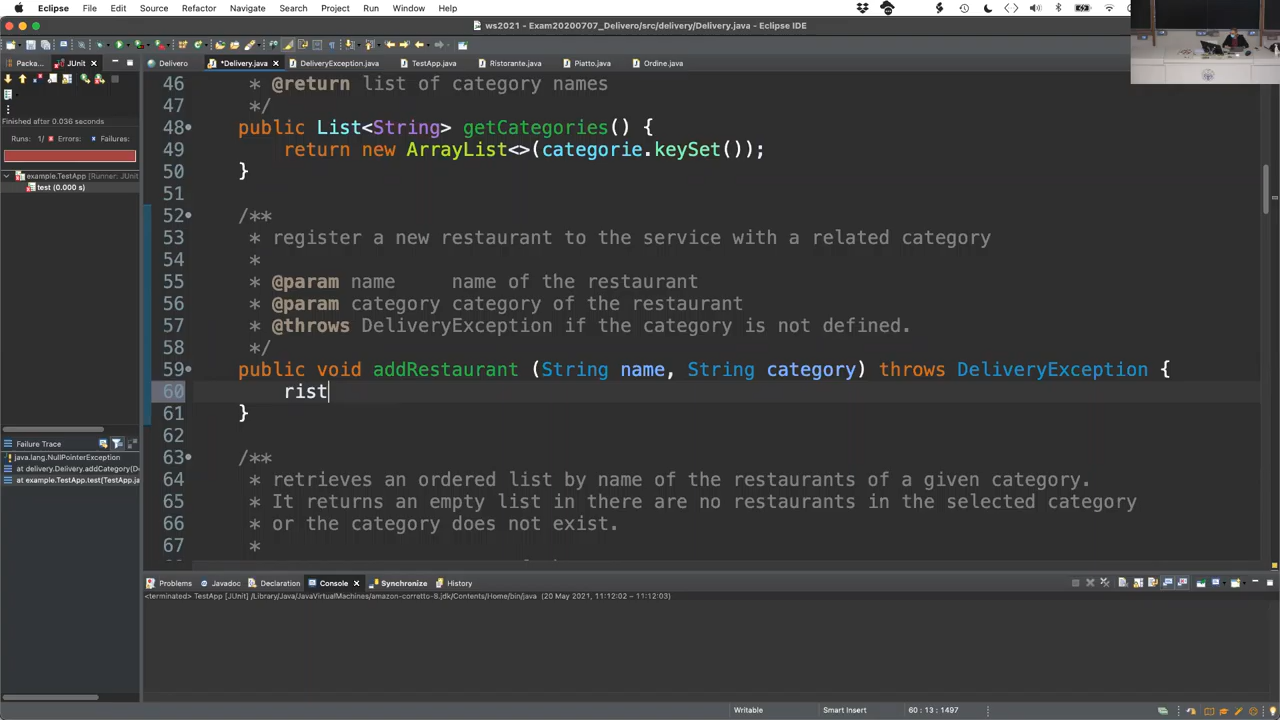 Eclipse File Edit Source Refactor Navigate Search Project Run Window Help
ws2021 - Exam20200707_Delivero/src/delivery/Delivery.java - Eclipse IDE
Packa... JUnit
Delivero *Delivery.java DeliveryException.java TestApp.java Ristorante.java Piatto.java Ordine.java
Finished after 0.036 seconds
Runs: 1/ Errors: Failures:
example.TestApp [Runner: JUnit
test (0.000 s)
46 * @return list of category names
47 */
48 public List<String> getCategories() {
49 return new ArrayList<>(categorie.keySet());
50 }
51
52 /**
53 * register a new restaurant to the service with a related category
54 *
55 * @param name name of the restaurant
56 * @param category category of the restaurant
57 * @throws DeliveryException if the category is not defined.
58 */
59 public void addRestaurant (String name, String category) throws DeliveryException {
60 rist
61 }
62
63 /**
64 * retrieves an ordered list by name of the restaurants of a given category.
65 * It returns an empty list in there are no restaurants in the selected category
66 * or the category does not exist.
67 *
Failure Trace
java.lang.NullPointerException
at delivery.Delivery.addCategory(De
at example.TestApp.test(TestApp.ja
Problems Javadoc Declaration Console Synchronize History
<terminated> TestApp [JUnit] /Library/Java/JavaVirtualMachines/amazon-corretto-8.jdk/Contents/Home/bin/java (20 May 2021, 11:12:02 – 11:12:03)
Writable Smart Insert 60 : 13 : 1497